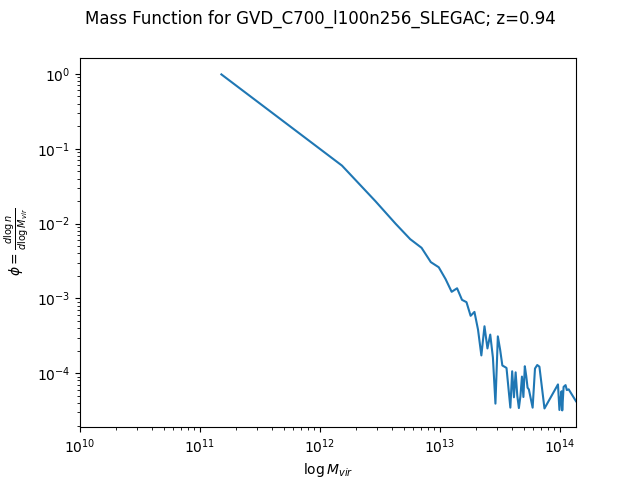 Mass Function for GVD_C700_l100n256_SLEGAC; z=0.94
10⁰
10⁻¹
10⁻²
10⁻³
10⁻⁴
ϕ = d log n / d log M_vir
10¹⁰ 10¹¹ 10¹² 10¹³ 10¹⁴
log M_vir